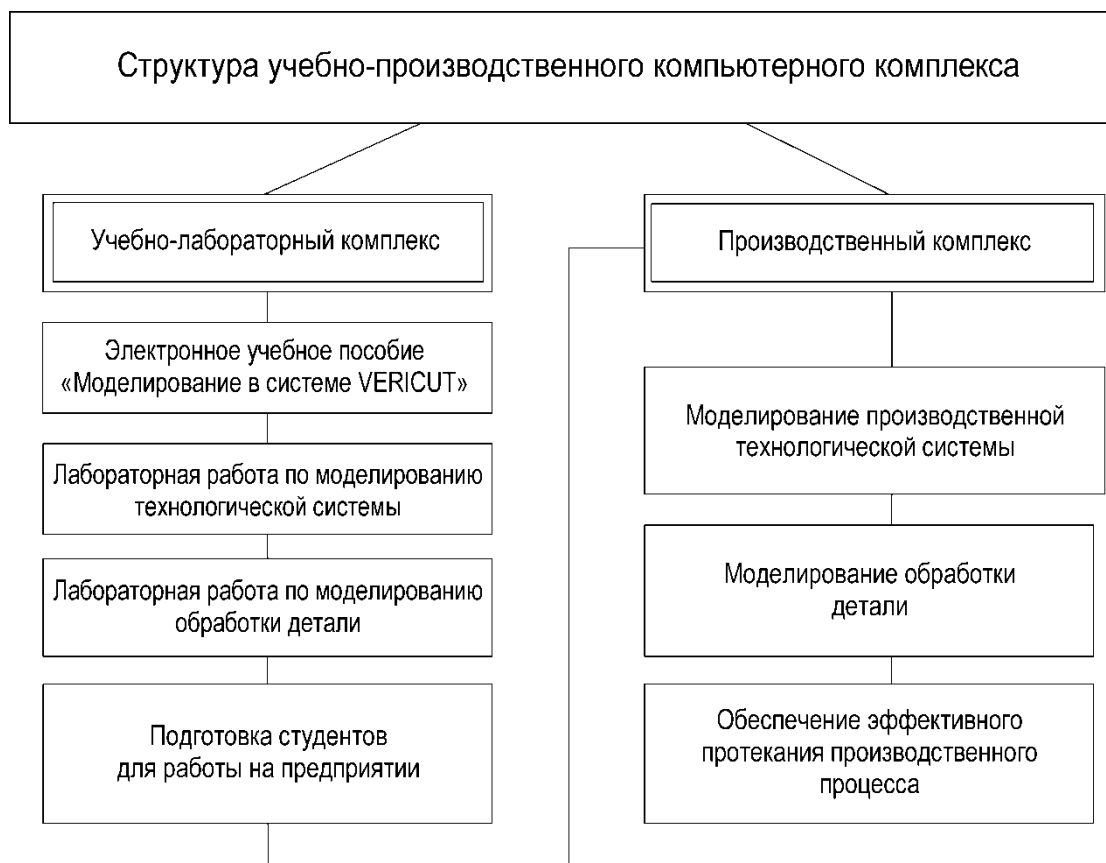 Структура учебно-производственного компьютерного комплекса
Учебно-лабораторный комплекс
Электронное учебное пособие
«Моделирование в системе VERICUT»
Лабораторная работа по моделированию
технологической системы
Лабораторная работа по моделированию
обработки детали
Подготовка студентов
для работы на предприятии
Производственный комплекс
Моделирование производственной
технологической системы
Моделирование обработки
детали
Обеспечение эффективного
протекания производственного
процесса